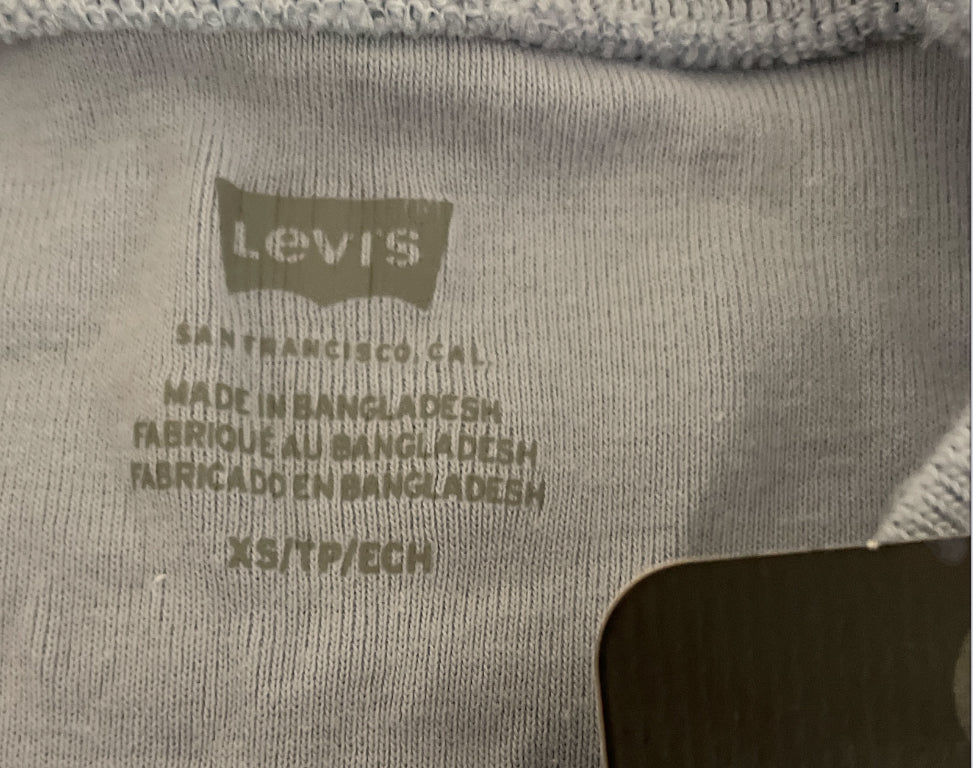 Levi's
SAN FRANCISCO, CAL.
MADE IN BANGLADESH
FABRIQUÉ AU BANGLADESH
FABRICADO EN BANGLADESH
XS/TP/ECH